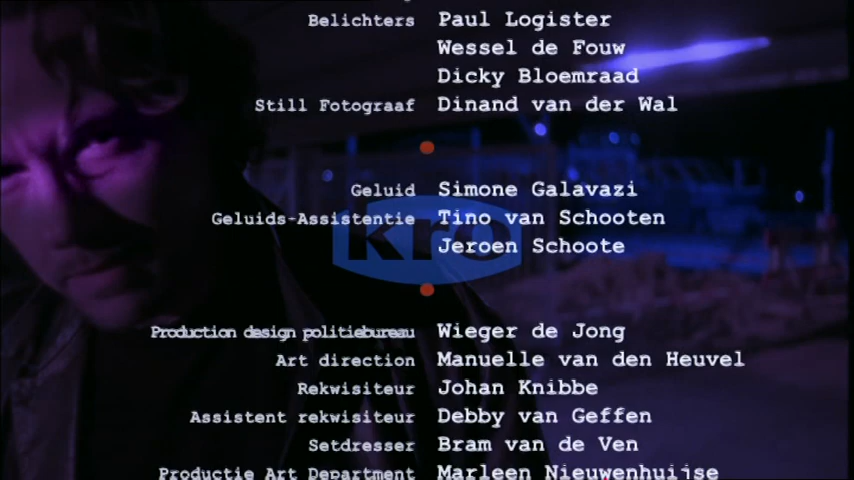 Belichters Paul Logister
Wessel de Fouw
Dicky Bloemraad
Still Fotograaf Dinand van der Wal
Geluid Simone Galavazi
Geluids-Assistentie Tino van Schooten
kro
Jeroen Schoote
Production design politiebureau Wieger de Jong
Art direction Manuelle van den Heuvel
Rekwisiteur Johan Knibbe
Assistent rekwisiteur Debby van Geffen
Setdresser Bram van de Ven
Productie Art Department Marleen Nieuwenhuijse